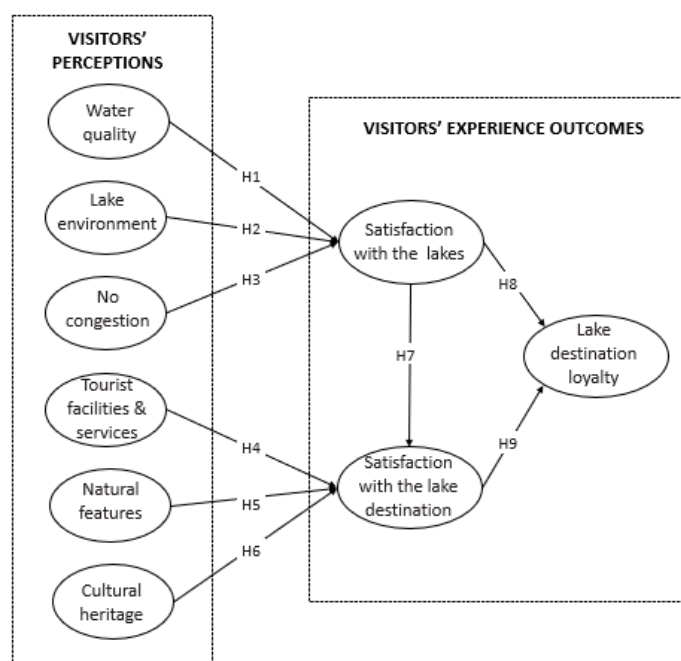 VISITORS’
PERCEPTIONS
Water
quality
Lake
environment
No
congestion
Tourist
facilities &
services
Natural
features
Cultural
heritage
H1
H2
H3
H4
H5
H6
VISITORS’ EXPERIENCE OUTCOMES
Satisfaction
with the lakes
H7
H8
Satisfaction
with the lake
destination
H9
Lake
destination
loyalty